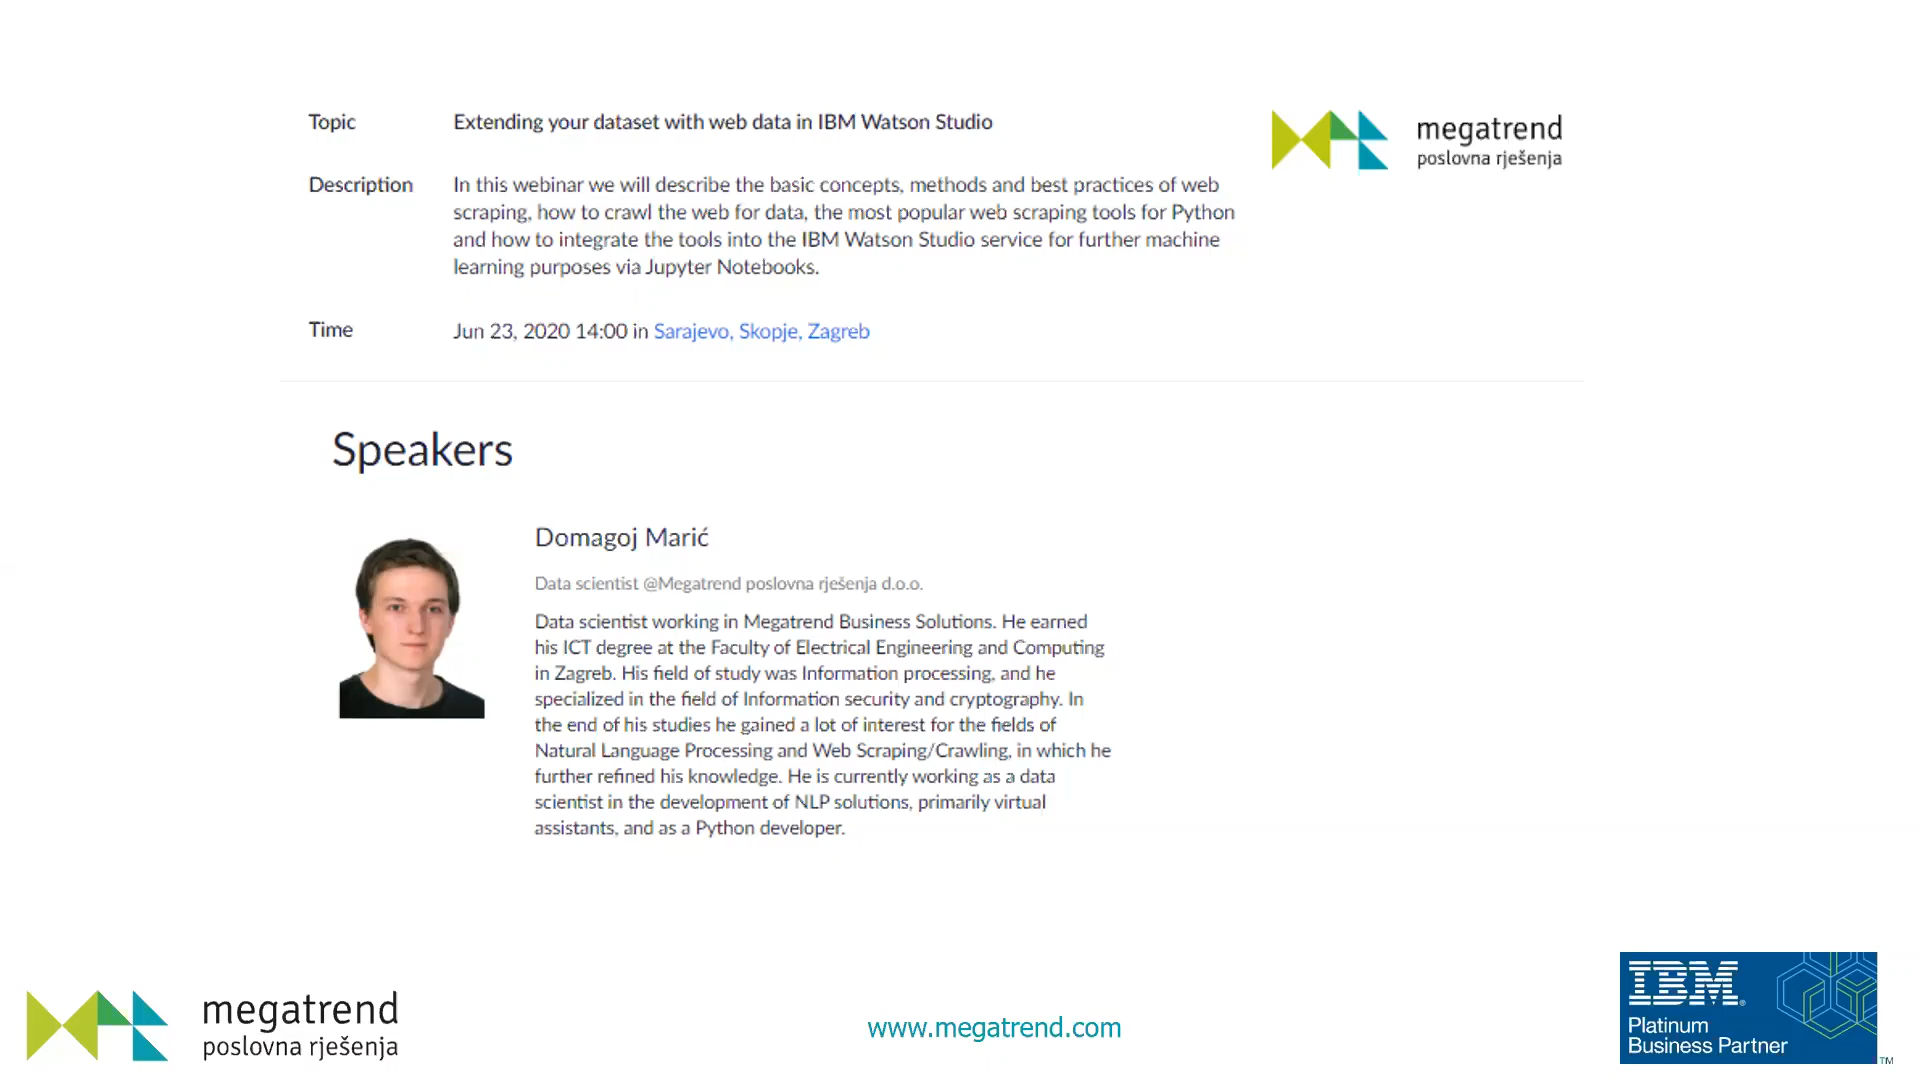 Topic
Extending your dataset with web data in IBM Watson Studio
megatrend
poslovna rješenja
Description
In this webinar we will describe the basic concepts, methods and best practices of web
scraping, how to crawl the web for data, the most popular web scraping tools for Python
and how to integrate the tools into the IBM Watson Studio service for further machine
learning purposes via Jupyter Notebooks.
Time
Jun 23, 2020 14:00 in Sarajevo, Skopje, Zagreb
Speakers
Domagoj Marić
Data scientist @Megatrend poslovna rješenja d.o.o.
Data scientist working in Megatrend Business Solutions. He earned
his ICT degree at the Faculty of Electrical Engineering and Computing
in Zagreb. His field of study was Information processing, and he
specialized in the field of Information security and cryptography. In
the end of his studies he gained a lot of interest for the fields of
Natural Language Processing and Web Scraping/Crawling, in which he
further refined his knowledge. He is currently working as a data
scientist in the development of NLP solutions, primarily virtual
assistants, and as a Python developer.
megatrend
poslovna rješenja
www.megatrend.com
IBM®
Platinum
Business Partner
™